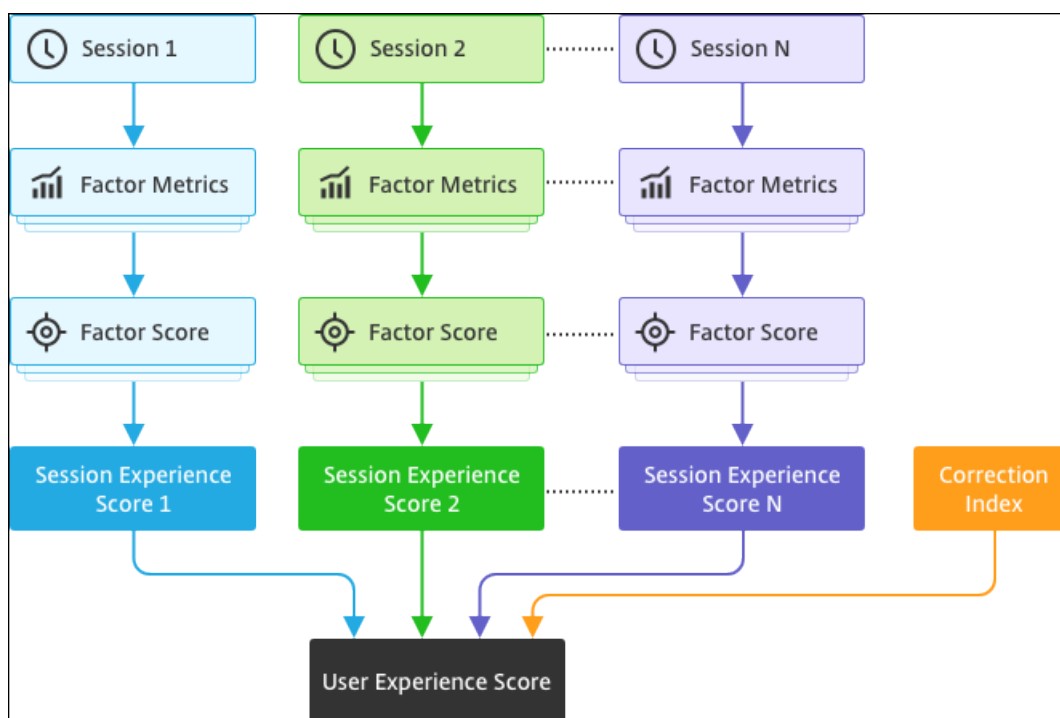 Session 1
Session 2
Session N
Factor Metrics
Factor Metrics
Factor Metrics
Factor Score
Factor Score
Factor Score
Session Experience
Score 1
Session Experience
Score 2
Session Experience
Score N
Correction
Index
User Experience Score